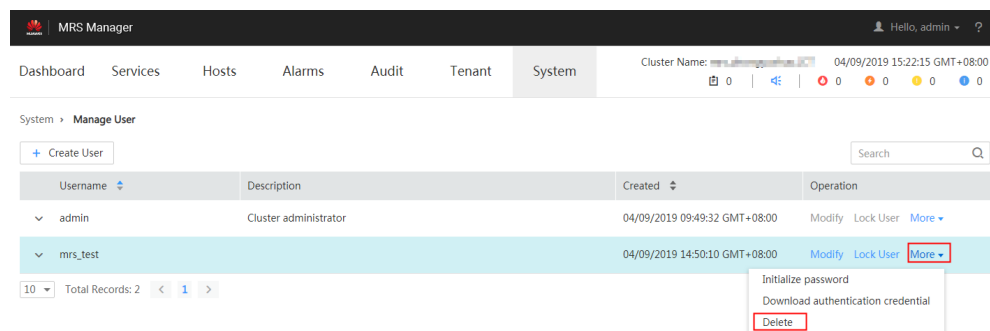 HUAWEI MRS Manager Hello, admin ?
Dashboard Services Hosts Alarms Audit Tenant System Cluster Name: 04/09/2019 15:22:15 GMT+08:00
0 0 0 0 0
System › Manage User
+ Create User Search
Username Description Created Operation
admin Cluster administrator 04/09/2019 09:49:32 GMT+08:00 Modify Lock User More
mrs_test 04/09/2019 14:50:10 GMT+08:00 Modify Lock User More
10 Total Records: 2 < 1 >
Initialize password
Download authentication credential
Delete